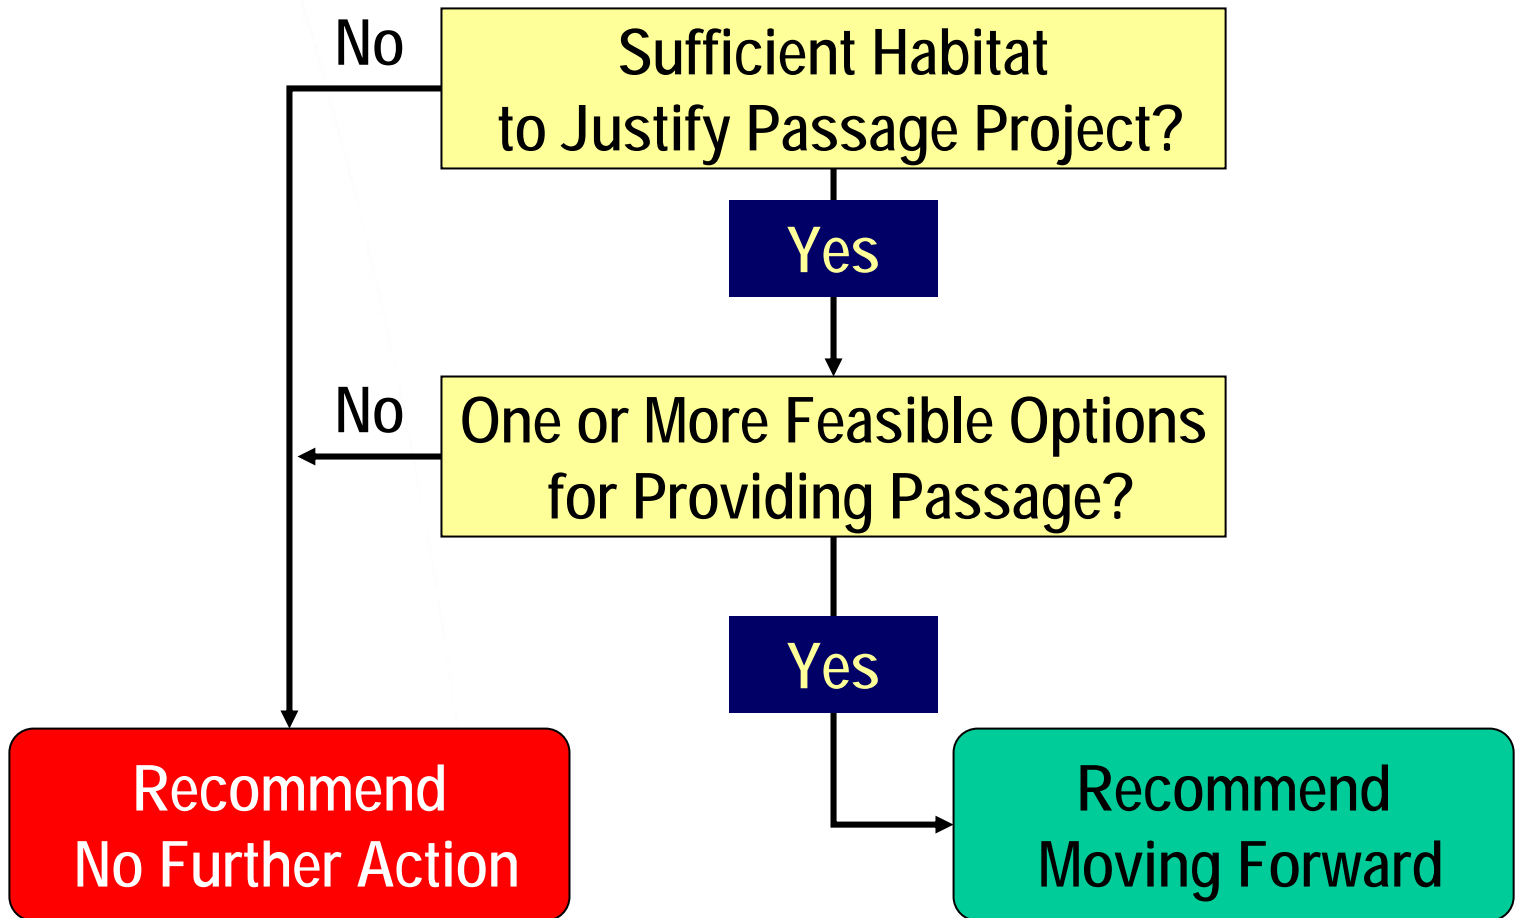 No
Sufficient Habitat
to Justify Passage Project?
Yes
No
One or More Feasible Options
for Providing Passage?
Yes
Recommend
No Further Action
Recommend
Moving Forward